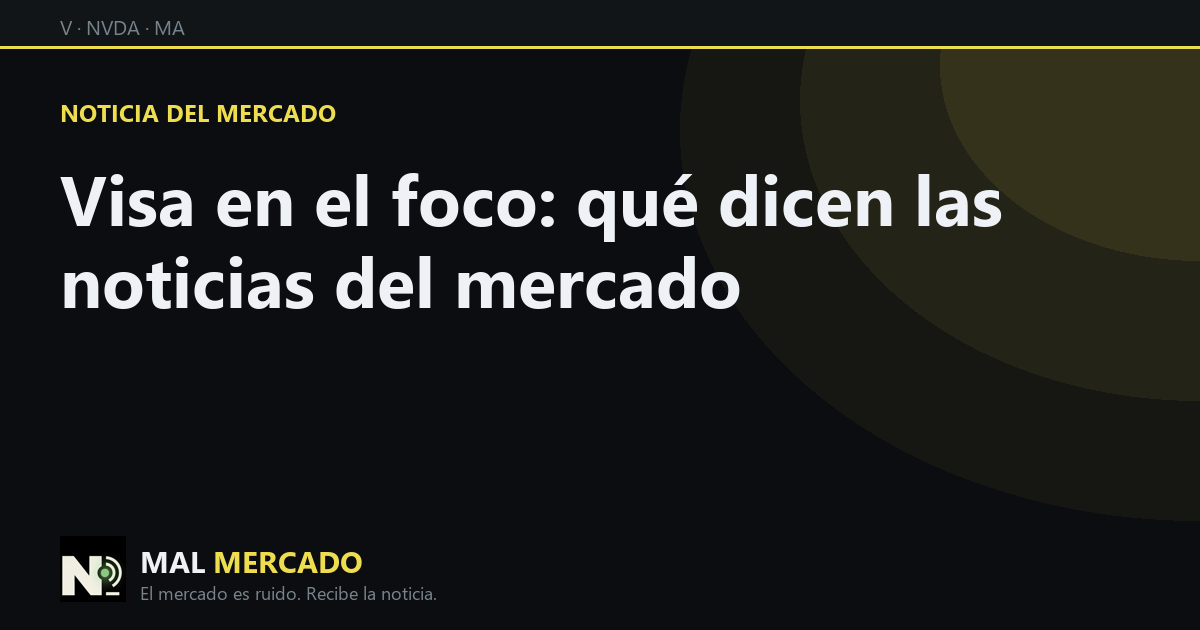 V · NVDA · MA
NOTICIA DEL MERCADO
Visa en el foco: qué dicen las
noticias del mercado
MAL MERCADO
El mercado es ruido. Recibe la noticia.